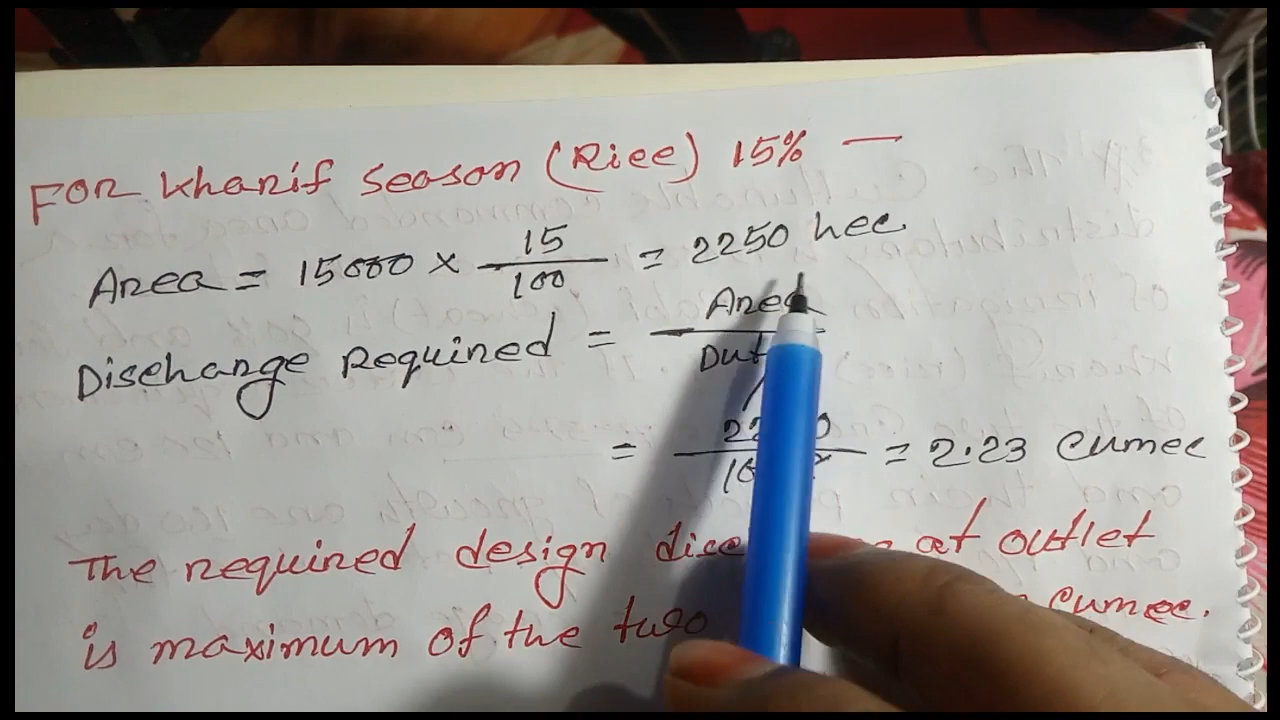 FOR Kharif season (Rice) 15% —
Area = 15000 × 15/100 = 2250 hec.
Discharge Required = Area
= = 2.23 Cumec
The required design at outlet
is maximum of the two cumec.